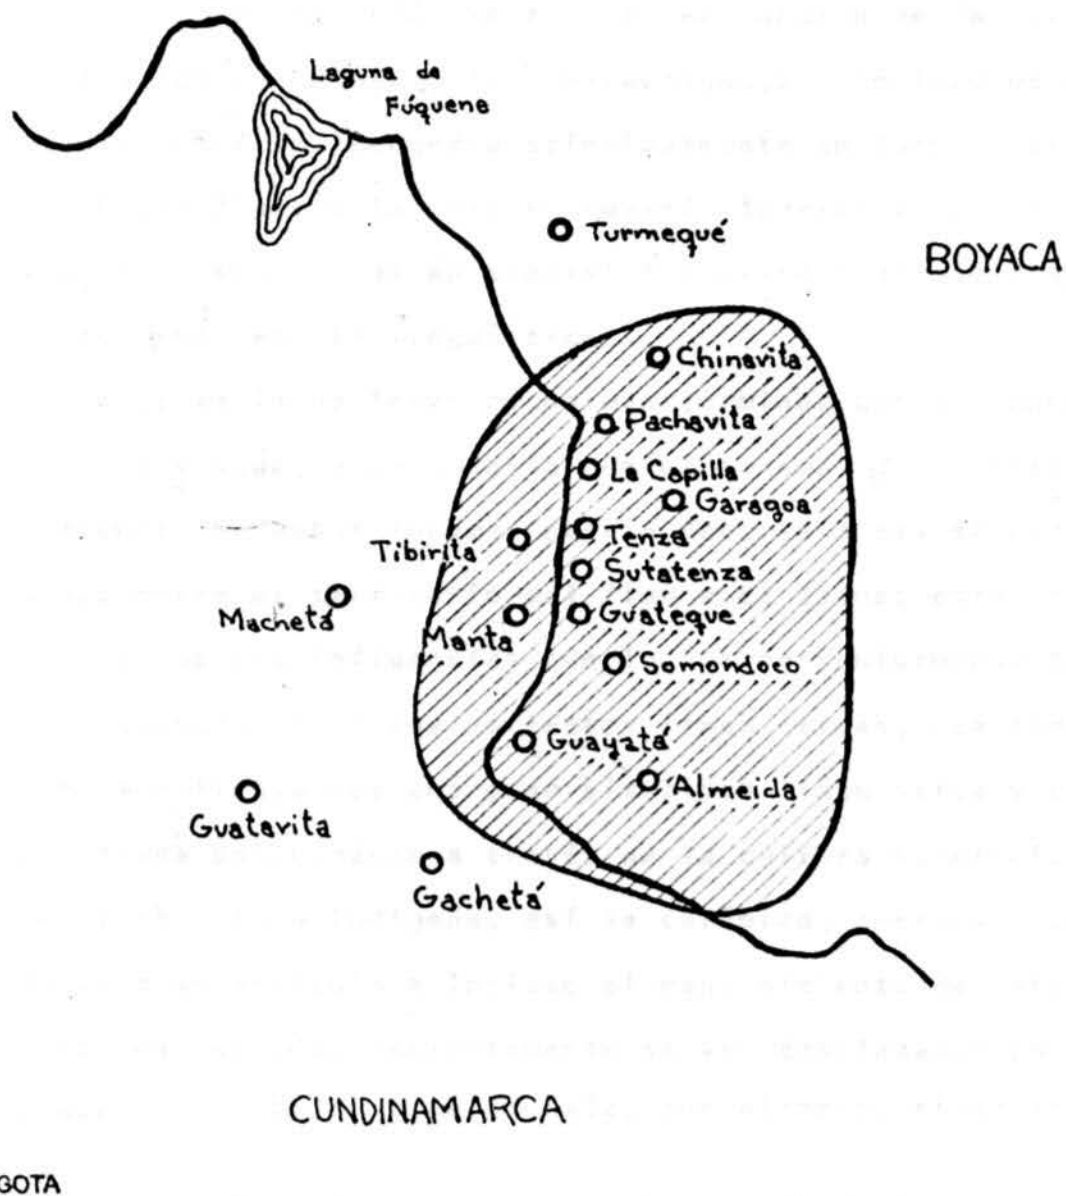 Laguna de
Fúquene
Turmequé
BOYACA
Chinavita
Pachavita
La Capilla
Garagoa
Tibirita
Tenza
Sutatenza
Machetá
Manta
Guateque
Somondoco
Guayatá
Almeida
Guatavita
Gachetá
CUNDINAMARCA
GOTA